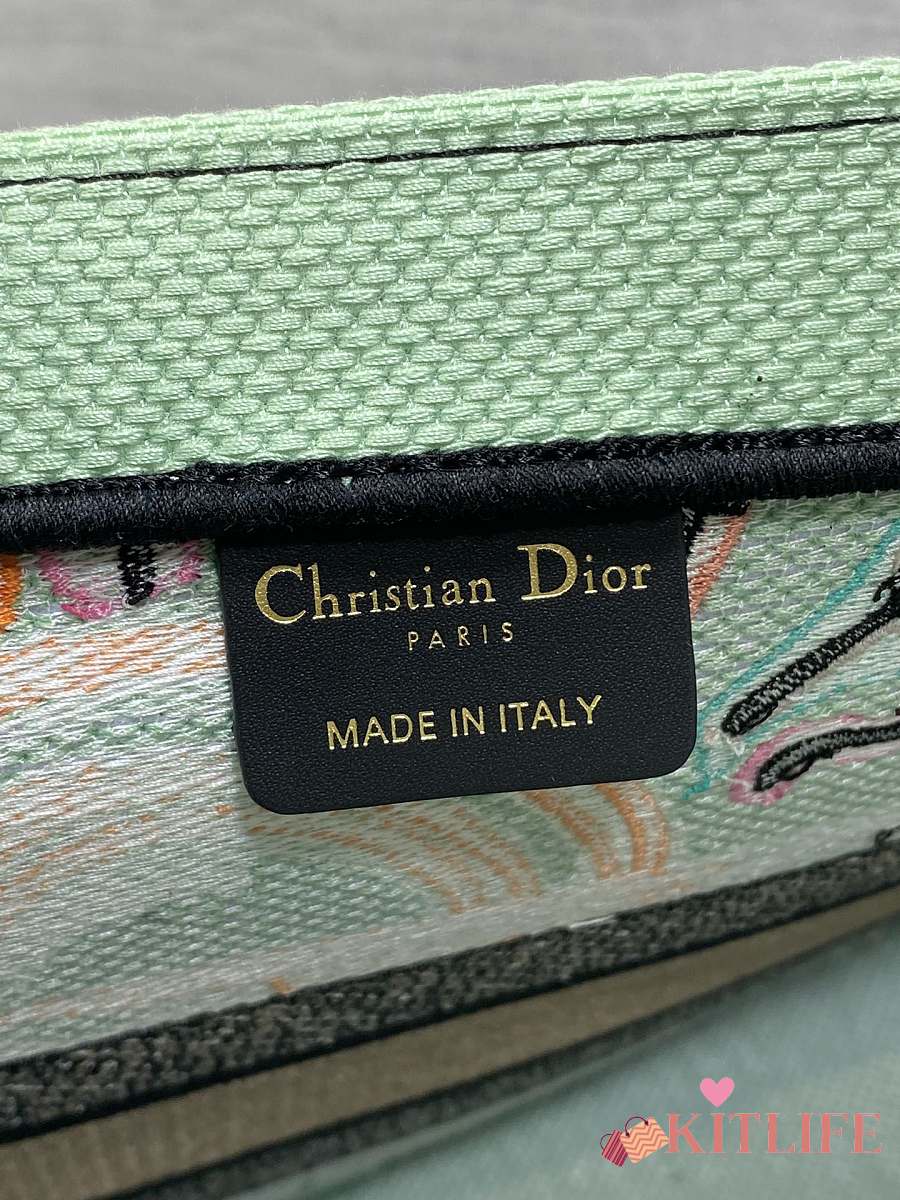 Christian Dior
PARIS
MADE IN ITALY
KITLIFE